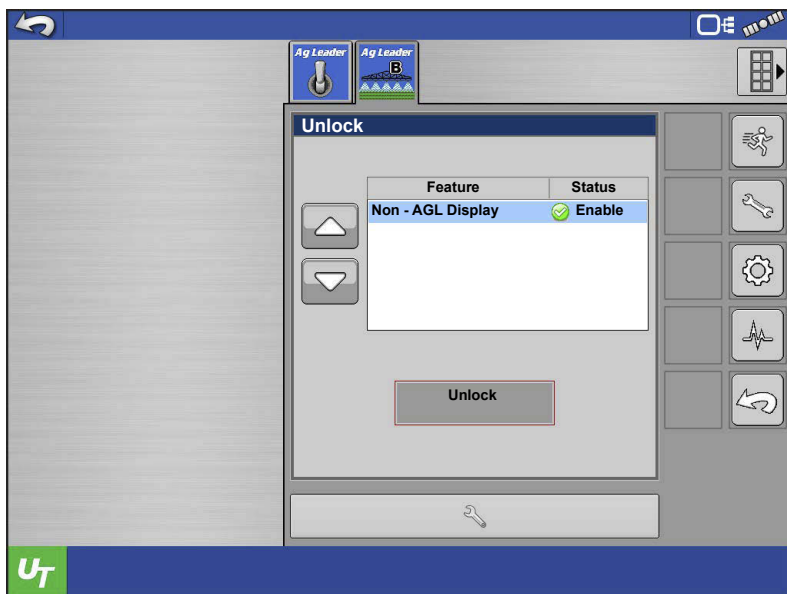 Ag Leader
Ag Leader
B
Unlock
Feature Status
Non - AGL Display Enable
Unlock
UT